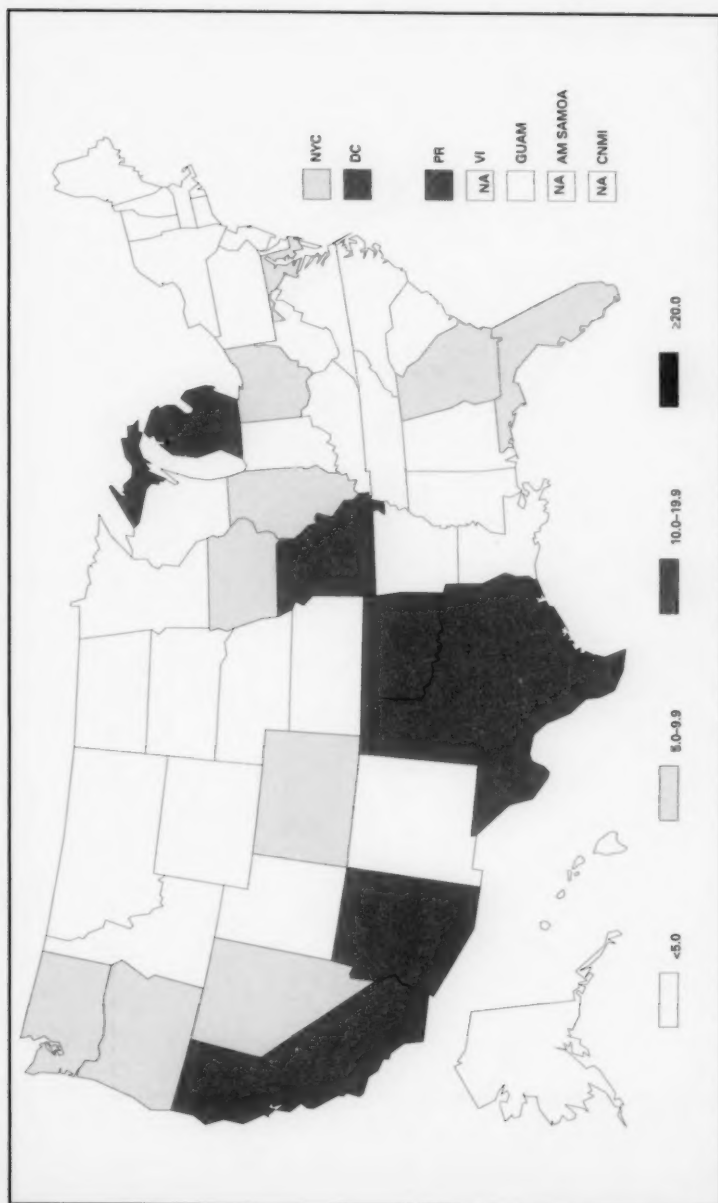 NYC
DC
PR
NA VI
GUAM
NA AM SAMOA
NA CNMI
<5.0
5.0–9.9
10.0–19.9
≥20.0